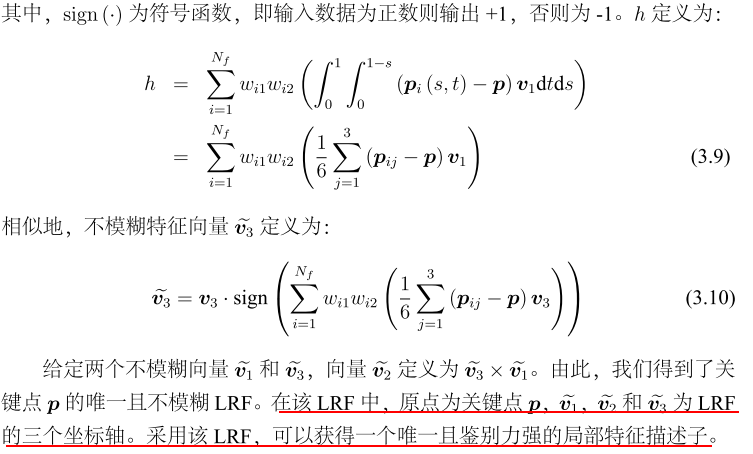 其中，sign (·) 为符号函数，即输入数据为正数则输出 +1，否则为 -1。h 定义为：
h = \sum_{i=1}^{N_f} w_{i1} w_{i2} \left( \int_0^1 \int_0^{1-s} (\boldsymbol{p}_i (s, t) - \boldsymbol{p}) \boldsymbol{v}_1 \mathrm{d}t \mathrm{d}s \right)
= \sum_{i=1}^{N_f} w_{i1} w_{i2} \left( \frac{1}{6} \sum_{j=1}^{3} (\boldsymbol{p}_{ij} - \boldsymbol{p}) \boldsymbol{v}_1 \right) (3.9)
相似地，不模糊特征向量 \widetilde{\boldsymbol{v}}_3 定义为：
\widetilde{\boldsymbol{v}}_3 = \boldsymbol{v}_3 \cdot \text{sign} \left( \sum_{i=1}^{N_f} w_{i1} w_{i2} \left( \frac{1}{6} \sum_{j=1}^{3} (\boldsymbol{p}_{ij} - \boldsymbol{p}) \boldsymbol{v}_3 \right) \right) (3.10)
给定两个不模糊向量 \widetilde{\boldsymbol{v}}_1 和 \widetilde{\boldsymbol{v}}_3，向量 \widetilde{\boldsymbol{v}}_2 定义为 \widetilde{\boldsymbol{v}}_3 × \widetilde{\boldsymbol{v}}_1。由此，我们得到了关
键点 p 的唯一且不模糊 LRF。在该 LRF 中，原点为关键点 p，\widetilde{\boldsymbol{v}}_1，\widetilde{\boldsymbol{v}}_2 和 \widetilde{\boldsymbol{v}}_3 为 LRF
的三个坐标轴。采用该 LRF，可以获得一个唯一且鉴别力强的局部特征描述子。